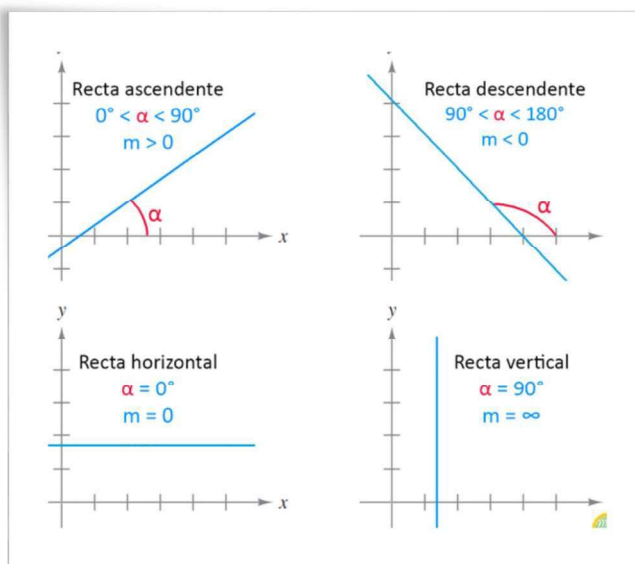 Recta ascendente
0° < α < 90°
m > 0
α
x
Recta descendente
90° < α < 180°
m < 0
α
y
Recta horizontal
α = 0°
m = 0
x
y
Recta vertical
α = 90°
m = ∞